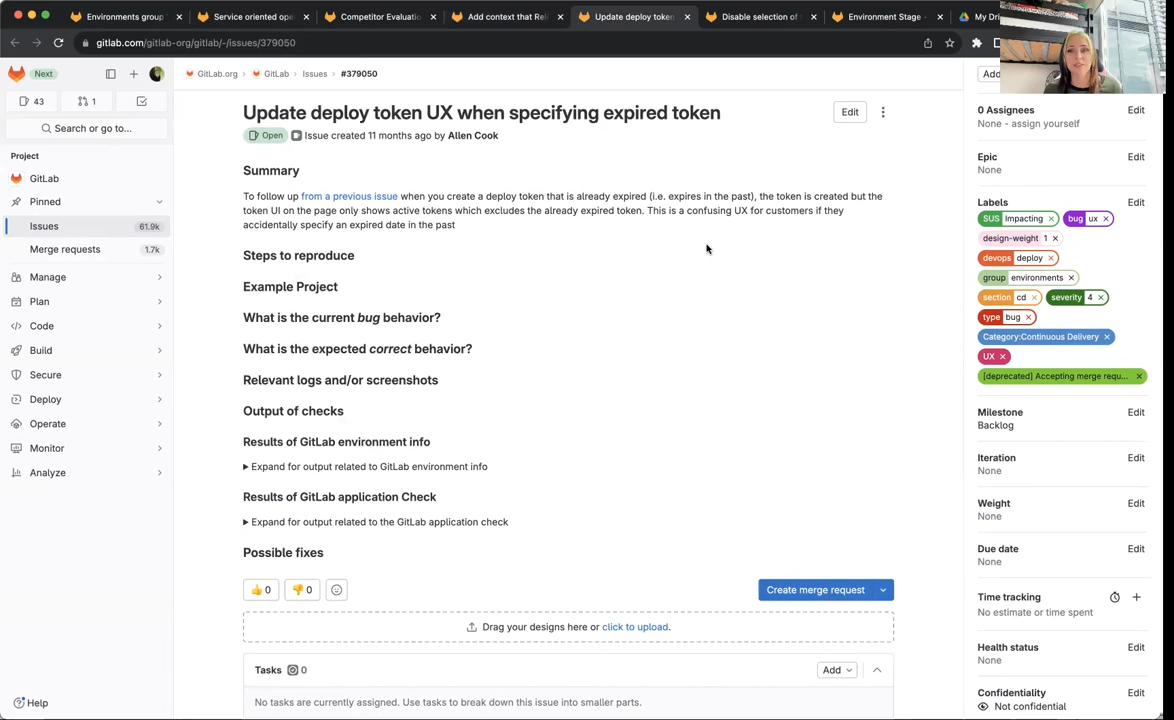 Environments group
Service oriented ope
Competitor Evaluatio
Add context that Rel
Update deploy token
Disable selection of
Environment Stage -
My Dri
gitlab.com/gitlab-org/gitlab/-/issues/379050
Next
43
1
Search or go to...
Project
GitLab
Pinned
Issues 61.9k
Merge requests 1.7k
Manage
Plan
Code
Build
Secure
Deploy
Operate
Monitor
Analyze
Help
GitLab.org › GitLab › Issues › #379050
Update deploy token UX when specifying expired token
Edit
Open Issue created 11 months ago by Allen Cook
Summary
To follow up from a previous issue when you create a deploy token that is already expired (i.e. expires in the past), the token is created but the
token UI on the page only shows active tokens which excludes the already expired token. This is a confusing UX for customers if they
accidentally specify an expired date in the past
Steps to reproduce
Example Project
What is the current bug behavior?
What is the expected correct behavior?
Relevant logs and/or screenshots
Output of checks
Results of GitLab environment info
Expand for output related to GitLab environment info
Results of GitLab application Check
Expand for output related to the GitLab application check
Possible fixes
👍 0
👎 0
Create merge request
Drag your designs here or click to upload.
Tasks 0
Add
No tasks are currently assigned. Use tasks to break down this issue into smaller parts.
Add
0 Assignees Edit
None - assign yourself
Epic Edit
None
Labels Edit
SUS Impacting × bug ux ×
design-weight 1 ×
devops deploy ×
group environments ×
section cd × severity 4 ×
type bug ×
Category:Continuous Delivery ×
UX ×
[deprecated] Accepting merge requ... ×
Milestone Edit
Backlog
Iteration Edit
None
Weight Edit
None
Due date Edit
None
Time tracking
No estimate or time spent
Health status Edit
None
Confidentiality Edit
Not confidential